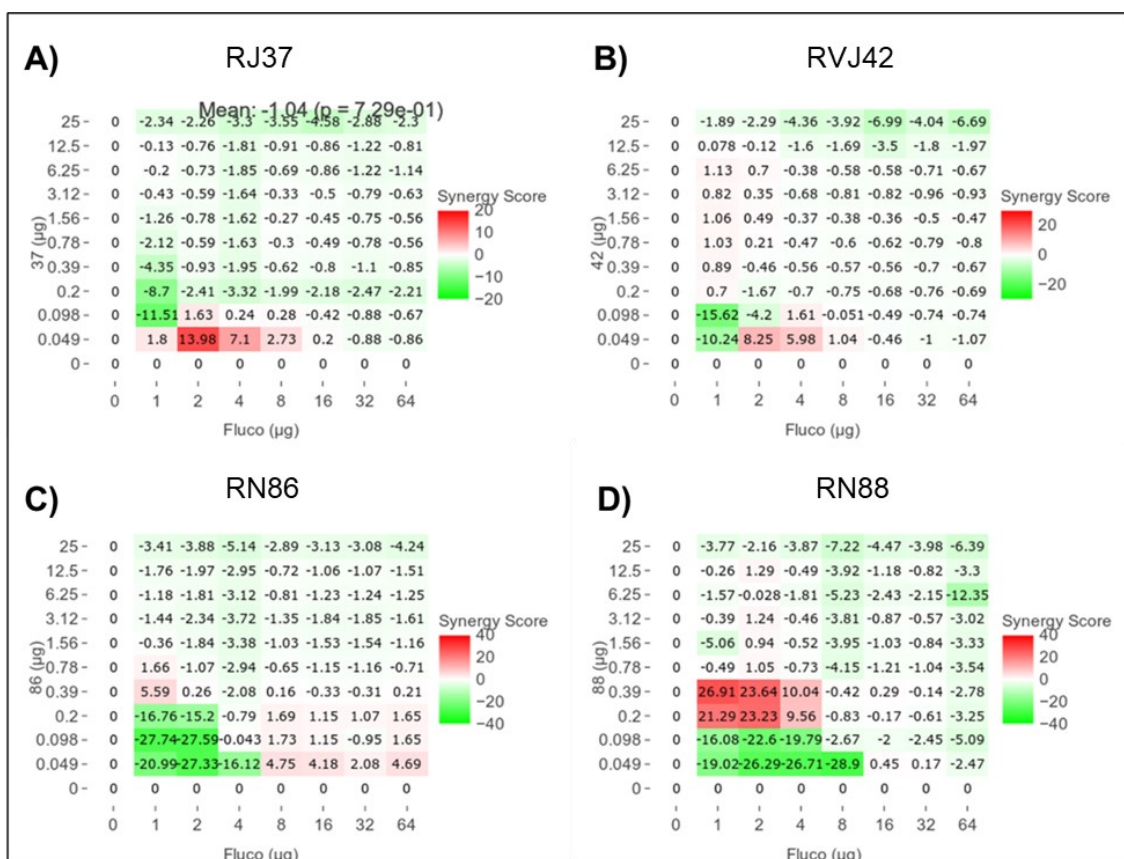 A) RJ37
Mean: -1.04 (p = 7.29e-01)
25 0 -2.34 -2.26 -3.3 -3.55 -4.58 -2.88 -2.3
12.5 0 -0.13 -0.76 -1.81 -0.91 -0.86 -1.22 -0.81
6.25 0 -0.2 -0.73 -1.85 -0.69 -0.86 -1.22 -1.14
3.12 0 -0.43 -0.59 -1.64 -0.33 -0.5 -0.79 -0.63
1.56 0 -1.26 -0.78 -1.62 -0.27 -0.45 -0.75 -0.56
0.78 0 -2.12 -0.59 -1.63 -0.3 -0.49 -0.78 -0.56
0.39 0 -4.35 -0.93 -1.95 -0.62 -0.8 -1.1 -0.85
0.2 0 -8.7 -2.41 -3.32 -1.99 -2.18 -2.47 -2.21
0.098 0 -11.51 1.63 0.24 0.28 -0.42 -0.88 -0.67
0.049 0 1.8 13.98 7.1 2.73 0.2 -0.88 -0.86
0 0 0 0 0 0 0 0 0
0 1 2 4 8 16 32 64
37 (µg)
Fluco (µg)
Synergy Score
20
10
0
−10
−20
B) RVJ42
25 0 -1.89 -2.29 -4.36 -3.92 -6.99 -4.04 -6.69
12.5 0 0.078 -0.12 -1.6 -1.69 -3.5 -1.8 -1.97
6.25 0 1.13 0.7 -0.38 -0.58 -0.58 -0.71 -0.67
3.12 0 0.82 0.35 -0.68 -0.81 -0.82 -0.96 -0.93
1.56 0 1.06 0.49 -0.37 -0.38 -0.36 -0.5 -0.47
0.78 0 1.03 0.21 -0.47 -0.6 -0.62 -0.79 -0.8
0.39 0 0.89 -0.46 -0.56 -0.57 -0.56 -0.7 -0.67
0.2 0 0.7 -1.67 -0.7 -0.75 -0.68 -0.76 -0.69
0.098 0 -15.62 -4.2 1.61 -0.051 -0.49 -0.74 -0.74
0.049 0 -10.24 8.25 5.98 1.04 -0.46 -1 -1.07
0 0 0 0 0 0 0 0 0
0 1 2 4 8 16 32 64
42 (µg)
Fluco (µg)
Synergy Score
20
0
−20
C) RN86
25 0 -3.41 -3.88 -5.14 -2.89 -3.13 -3.08 -4.24
12.5 0 -1.76 -1.97 -2.95 -0.72 -1.06 -1.07 -1.51
6.25 0 -1.18 -1.81 -3.12 -0.81 -1.23 -1.24 -1.25
3.12 0 -1.44 -2.34 -3.72 -1.35 -1.84 -1.85 -1.61
1.56 0 -0.36 -1.84 -3.38 -1.03 -1.53 -1.54 -1.16
0.78 0 1.66 -1.07 -2.94 -0.65 -1.15 -1.16 -0.71
0.39 0 5.59 0.26 -2.08 0.16 -0.33 -0.31 0.21
0.2 0 -16.76 -15.2 -0.79 1.69 1.15 1.07 1.65
0.098 0 -27.74 -27.59 -0.043 1.73 1.15 -0.95 1.65
0.049 0 -20.99 -27.33 -16.12 4.75 4.18 2.08 4.69
0 0 0 0 0 0 0 0 0
0 1 2 4 8 16 32 64
86 (µg)
Fluco (µg)
Synergy Score
40
20
0
−20
−40
D) RN88
25 0 -3.77 -2.16 -3.87 -7.22 -4.47 -3.98 -6.39
12.5 0 -0.26 1.29 -0.49 -3.92 -1.18 -0.82 -3.3
6.25 0 -1.57 -0.028 -1.81 -5.23 -2.43 -2.15 -12.35
3.12 0 -0.39 1.24 -0.46 -3.81 -0.87 -0.57 -3.02
1.56 0 -5.06 0.94 -0.52 -3.95 -1.03 -0.84 -3.33
0.78 0 -0.49 1.05 -0.73 -4.15 -1.21 -1.04 -3.54
0.39 0 26.91 23.64 10.04 -0.42 0.29 -0.14 -2.78
0.2 0 21.29 23.23 9.56 -0.83 -0.17 -0.61 -3.25
0.098 0 -16.08 -22.6 -19.79 -2.67 -2 -2.45 -5.09
0.049 0 -19.02 -26.29 -26.71 -28.9 0.45 0.17 -2.47
0 0 0 0 0 0 0 0 0
0 1 2 4 8 16 32 64
88 (µg)
Fluco (µg)
Synergy Score
40
20
0
−20
−40